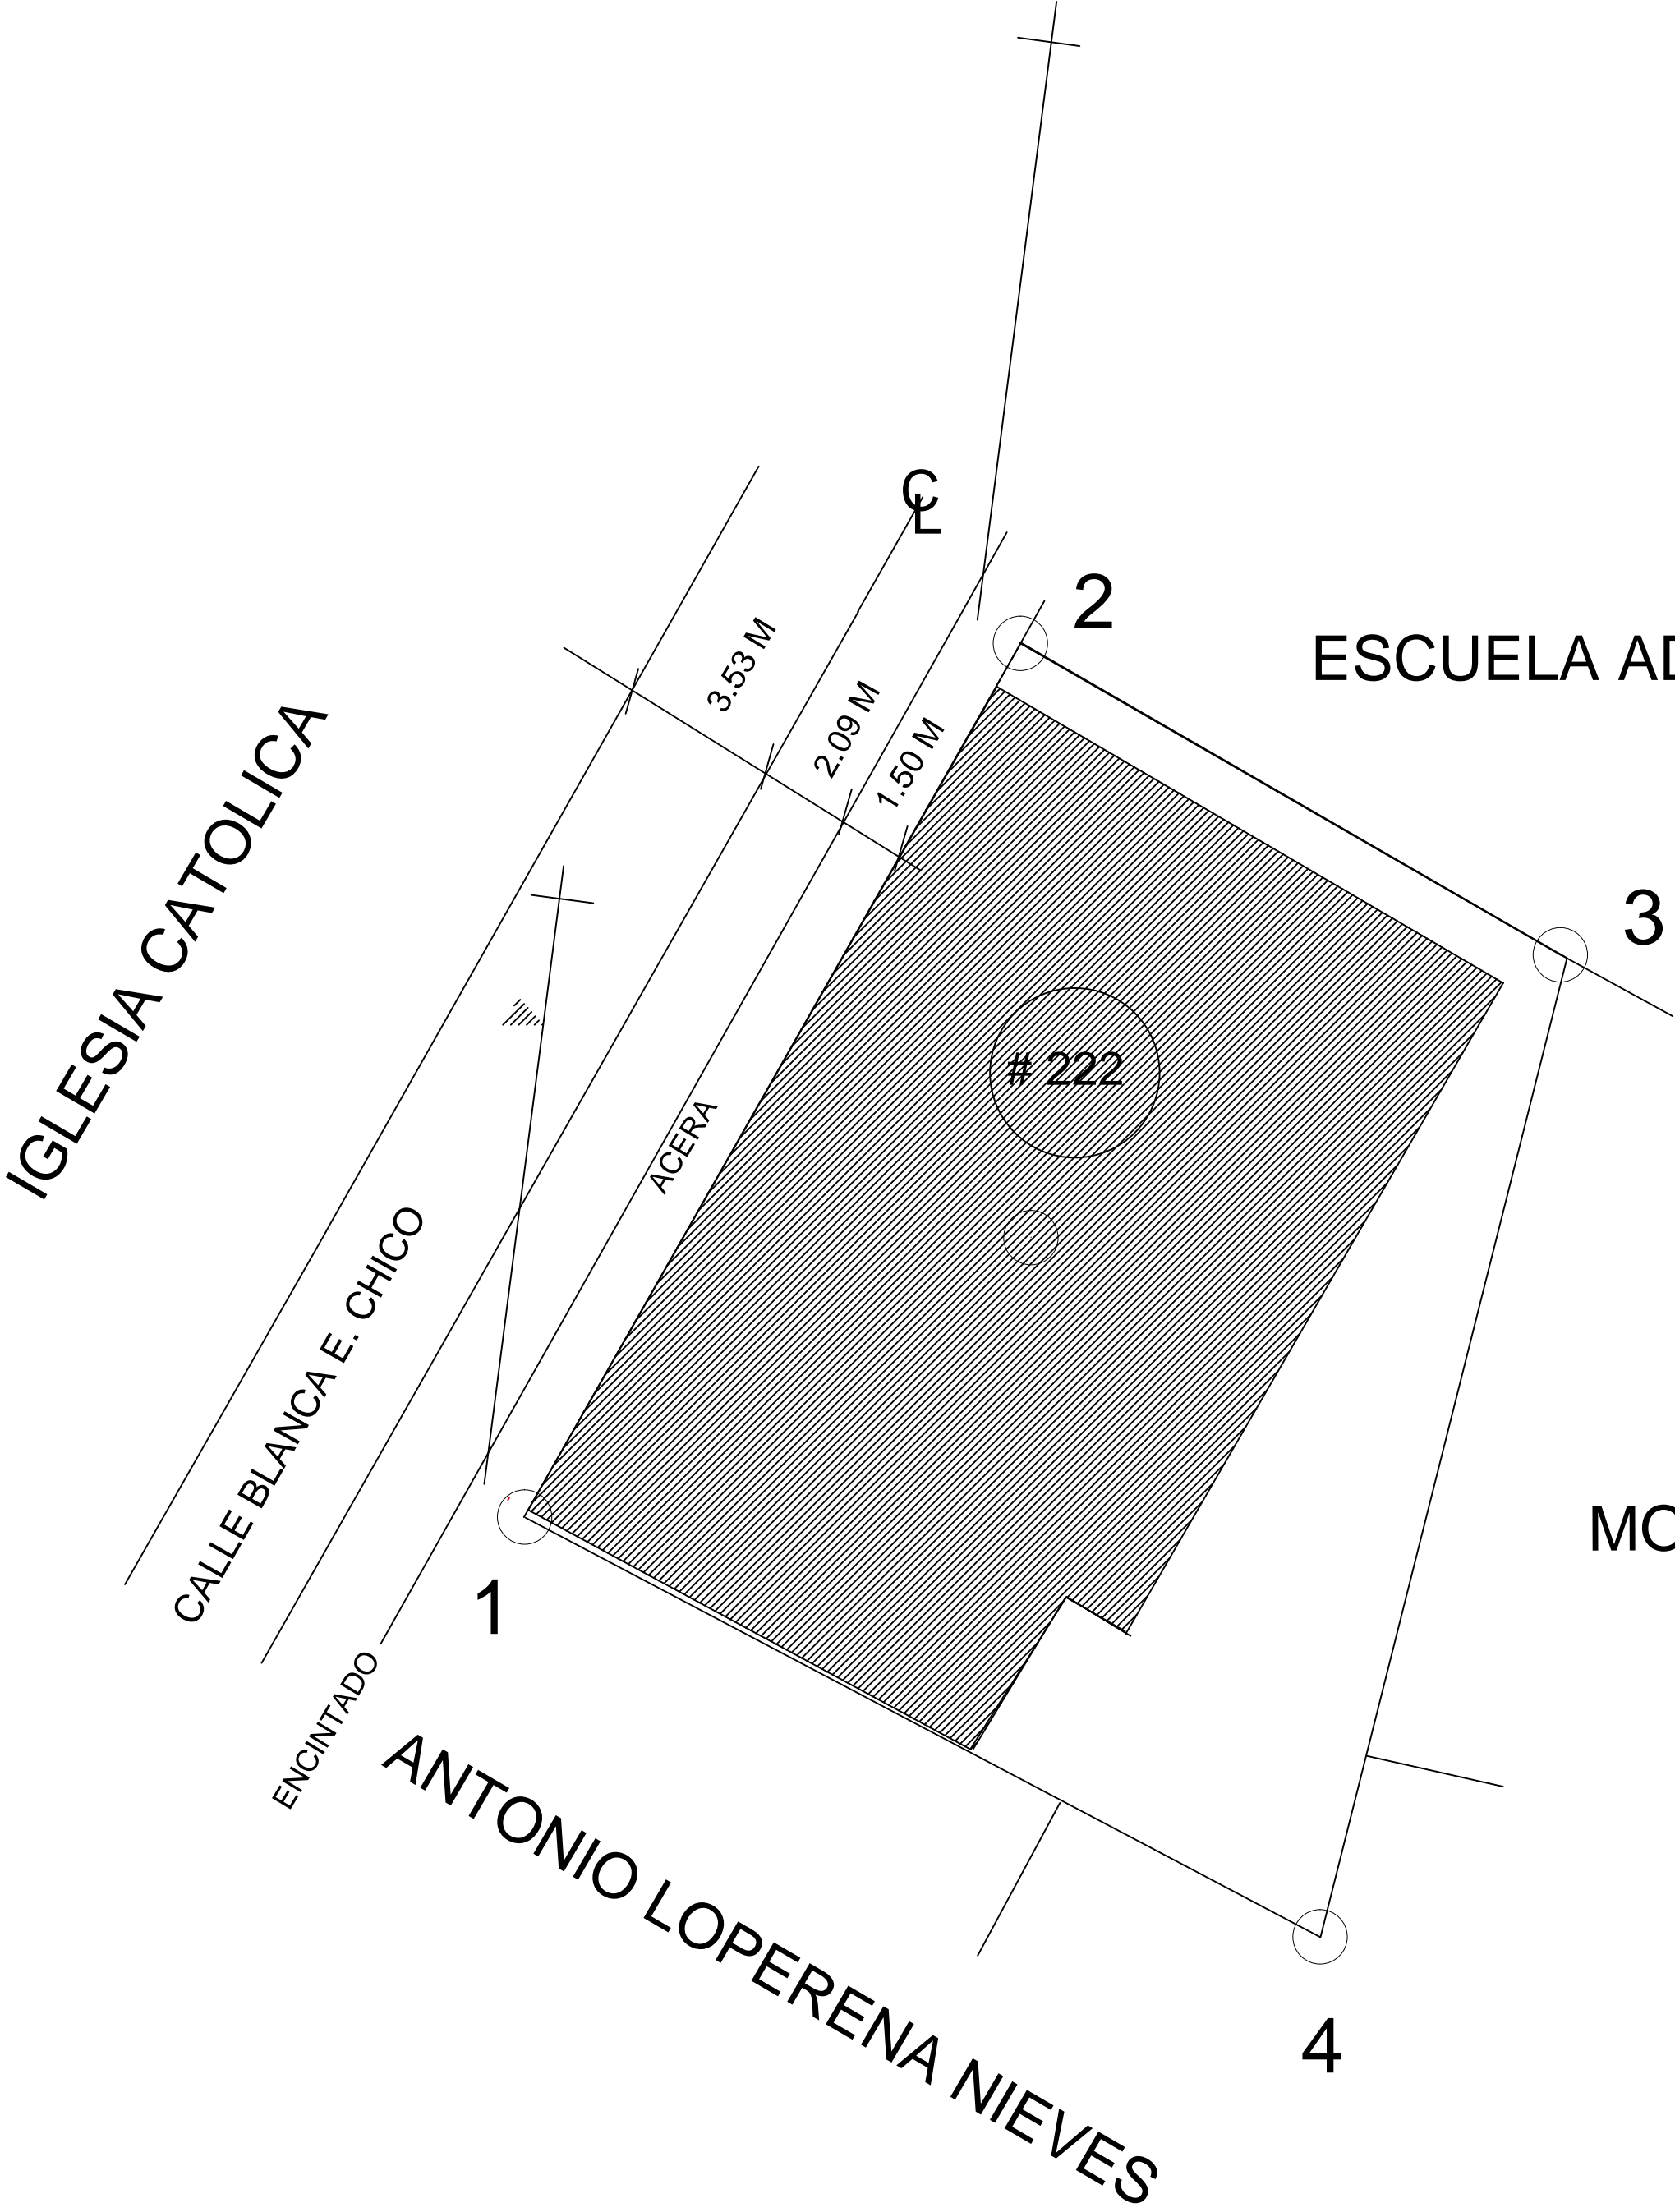 ℄
2
ESCUELA AD
3.53 M
2.09 M
1.50 M
IGLESIA CATOLICA
3
# 222
ACERA
CALLE BLANCA E. CHICO
MO
1
ENCINTADO
ANTONIO LOPERENA NIEVES
4